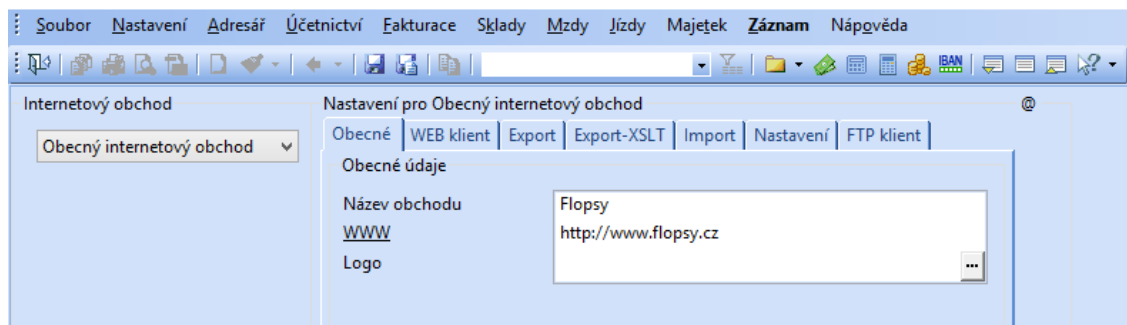 Soubor Nastavení Adresář Účetnictví Fakturace Sklady Mzdy Jízdy Majetek Záznam Nápověda
IBAN
Internetový obchod
Obecný internetový obchod
Nastavení pro Obecný internetový obchod @
Obecné WEB klient Export Export-XSLT Import Nastavení FTP klient
Obecné údaje
Název obchodu Flopsy
WWW http://www.flopsy.cz
Logo ...